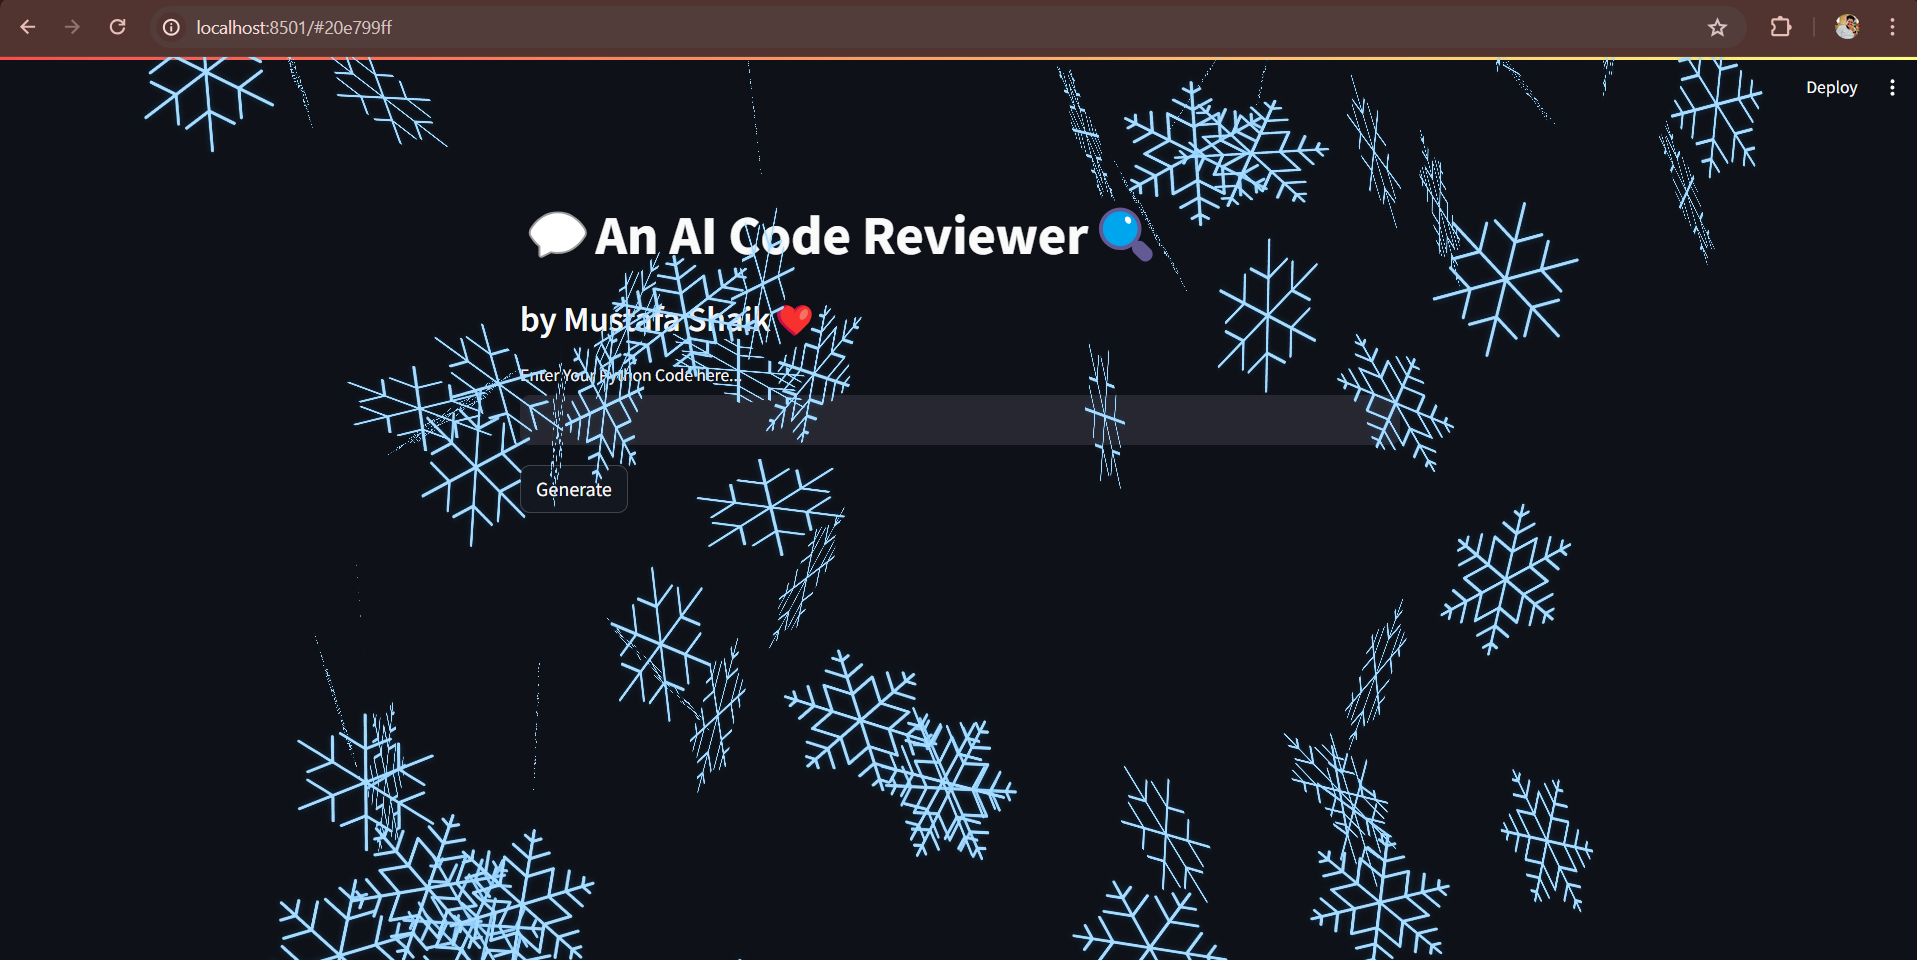 localhost:8501/#20e799ff
Deploy
💬 An AI Code Reviewer 🔍
by Mustafa Shaik ❤️
Enter Your Python Code here...
Generate